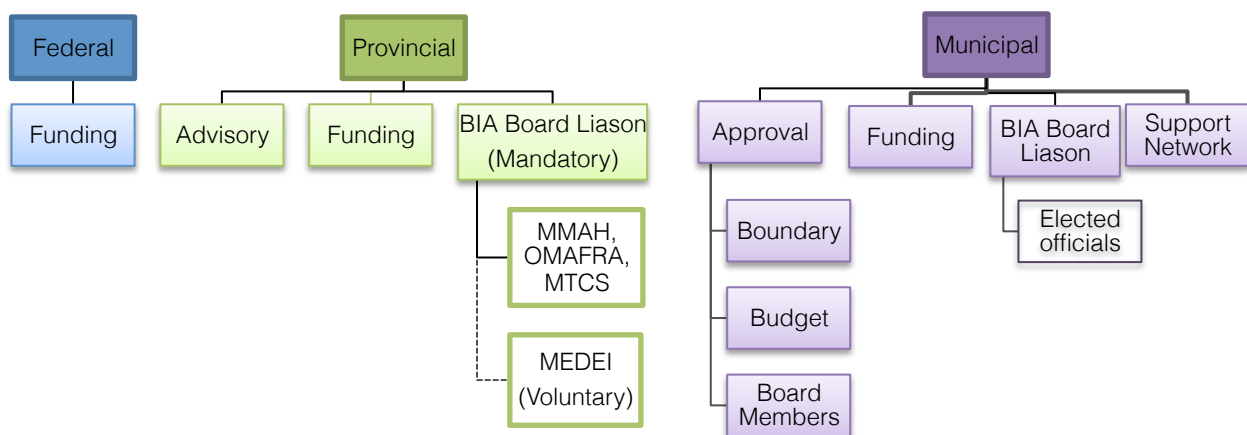 Federal
Funding
Provincial
Advisory
Funding
BIA Board Liason
(Mandatory)
MMAH,
OMAFRA,
MTCS
MEDEI
(Voluntary)
Municipal
Approval
Boundary
Budget
Board
Members
Funding
BIA Board
Liason
Elected
officials
Support
Network